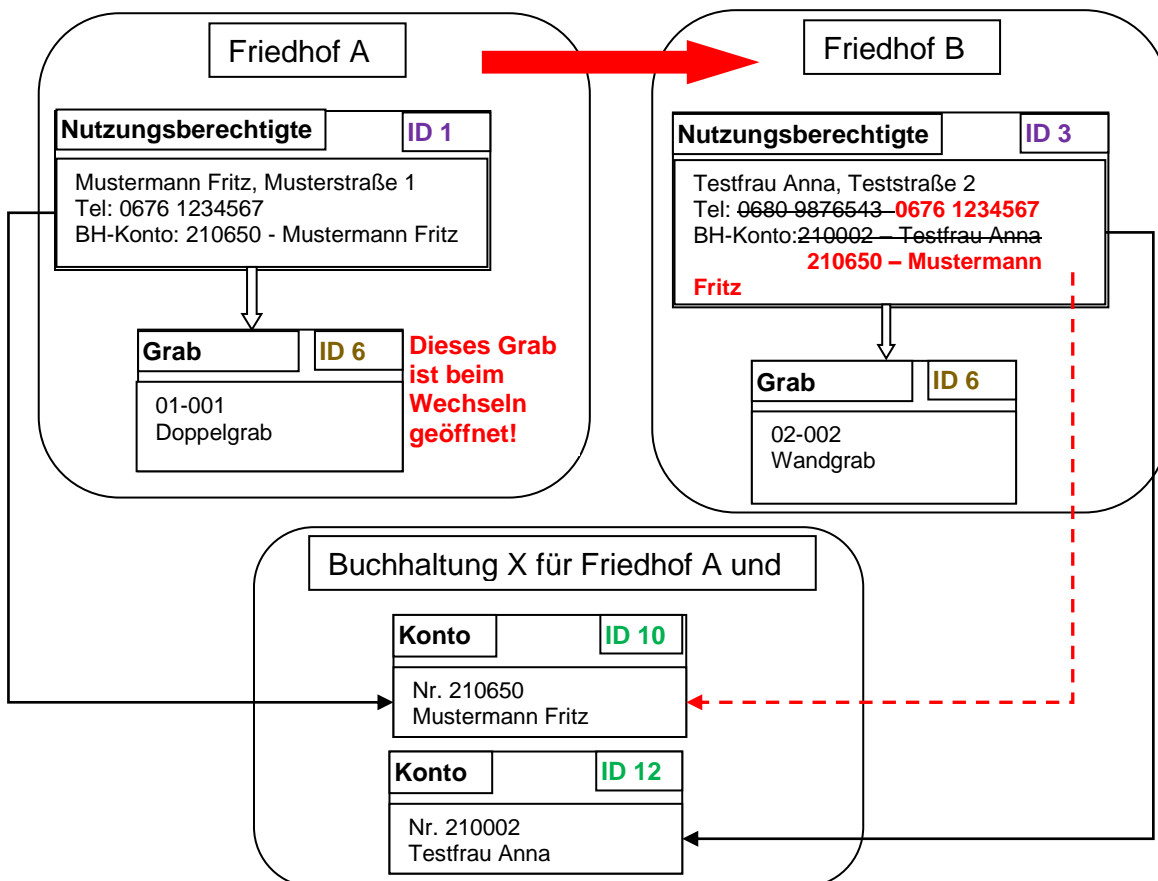 Friedhof A
Nutzungsberechtigte
ID 1
Mustermann Fritz, Musterstraße 1
Tel: 0676 1234567
BH-Konto: 210650 - Mustermann Fritz
Grab
ID 6
01-001
Doppelgrab
Dieses Grab
ist beim
Wechseln
geöffnet!
Friedhof B
Nutzungsberechtigte
ID 3
Testfrau Anna, Teststraße 2
Tel: 0680 9876543 0676 1234567
BH-Konto:210002 – Testfrau Anna
210650 – Mustermann
Fritz
Grab
ID 6
02-002
Wandgrab
Buchhaltung X für Friedhof A und
Konto
ID 10
Nr. 210650
Mustermann Fritz
Konto
ID 12
Nr. 210002
Testfrau Anna